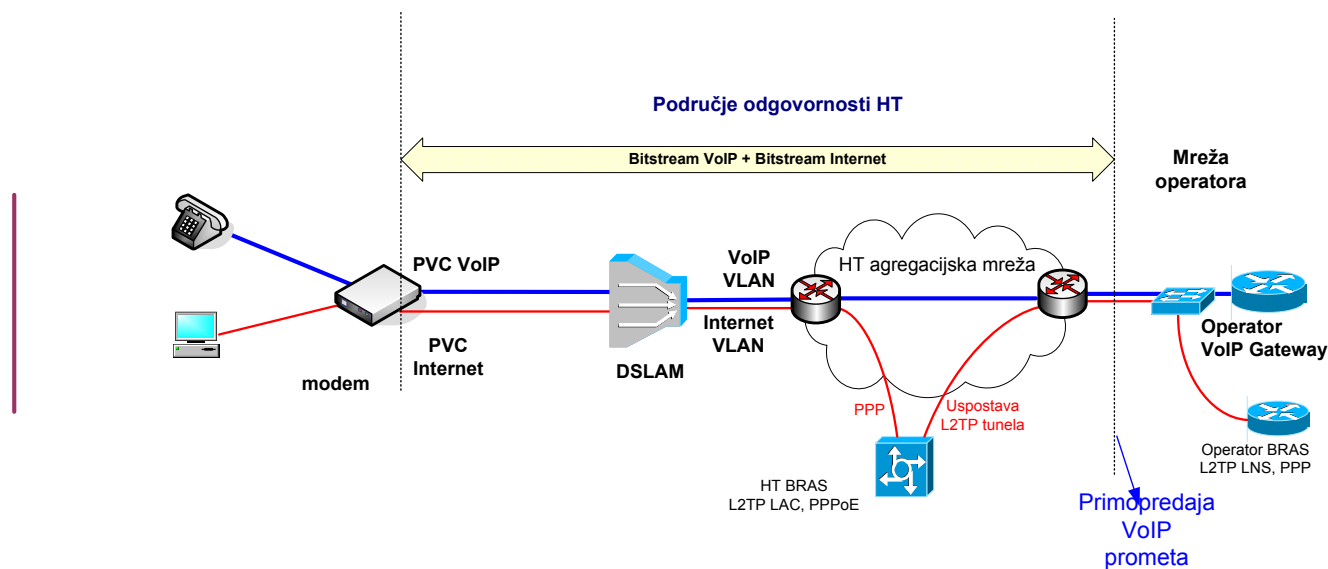 Područje odgovornosti HT
Bitstream VoIP + Bitstream Internet
Mreža
operatora
PVC VoIP
VoIP
VLAN
HT agregacijska mreža
Internet
VLAN
PVC
Internet
modem
DSLAM
Operator
VoIP Gateway
PPP
Uspostava
L2TP tunela
HT BRAS
L2TP LAC, PPPoE
Operator BRAS
L2TP LNS, PPP
Primopredaja
VoIP
prometa